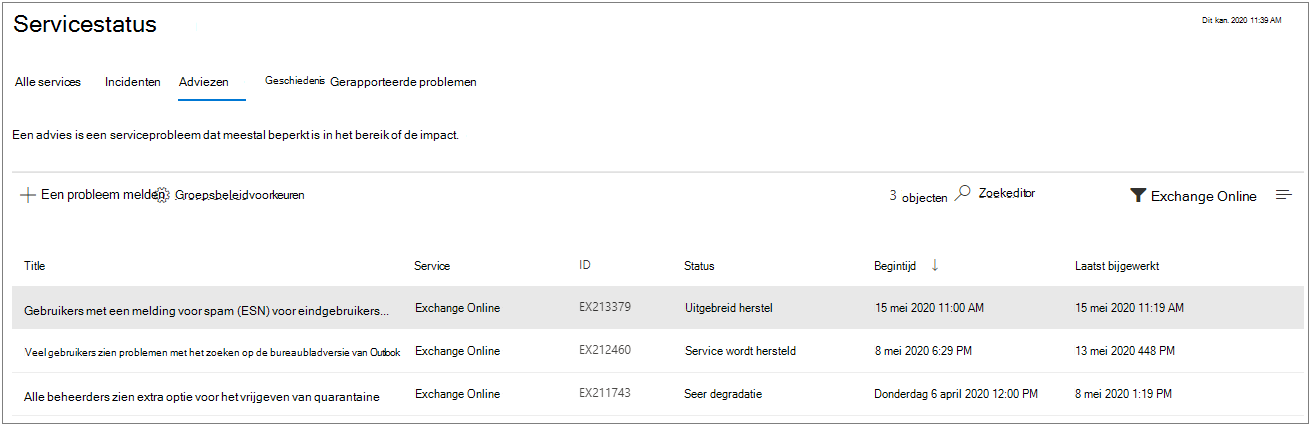 Servicestatus
Dit kan. 2020 11:39 AM
Alle services Incidenten Adviezen Geschiedenis Gerapporteerde problemen
Een advies is een serviceprobleem dat meestal beperkt is in het bereik of de impact.
Een probleem melden Groepsbeleidvoorkeuren 3 objecten Zoekeditor Exchange Online
Title Service ID Status Begintijd ↓ Laatst bijgewerkt
Gebruikers met een melding voor spam (ESN) voor eindgebruikers... Exchange Online EX213379 Uitgebreid herstel 15 mei 2020 11:00 AM 15 mei 2020 11:19 AM
Veel gebruikers zien problemen met het zoeken op de bureaubladversie van Outlook Exchange Online EX212460 Service wordt hersteld 8 mei 2020 6:29 PM 13 mei 2020 448 PM
Alle beheerders zien extra optie voor het vrijgeven van quarantaine Exchange Online EX211743 Seer degradatie Donderdag 6 april 2020 12:00 PM 8 mei 2020 1:19 PM